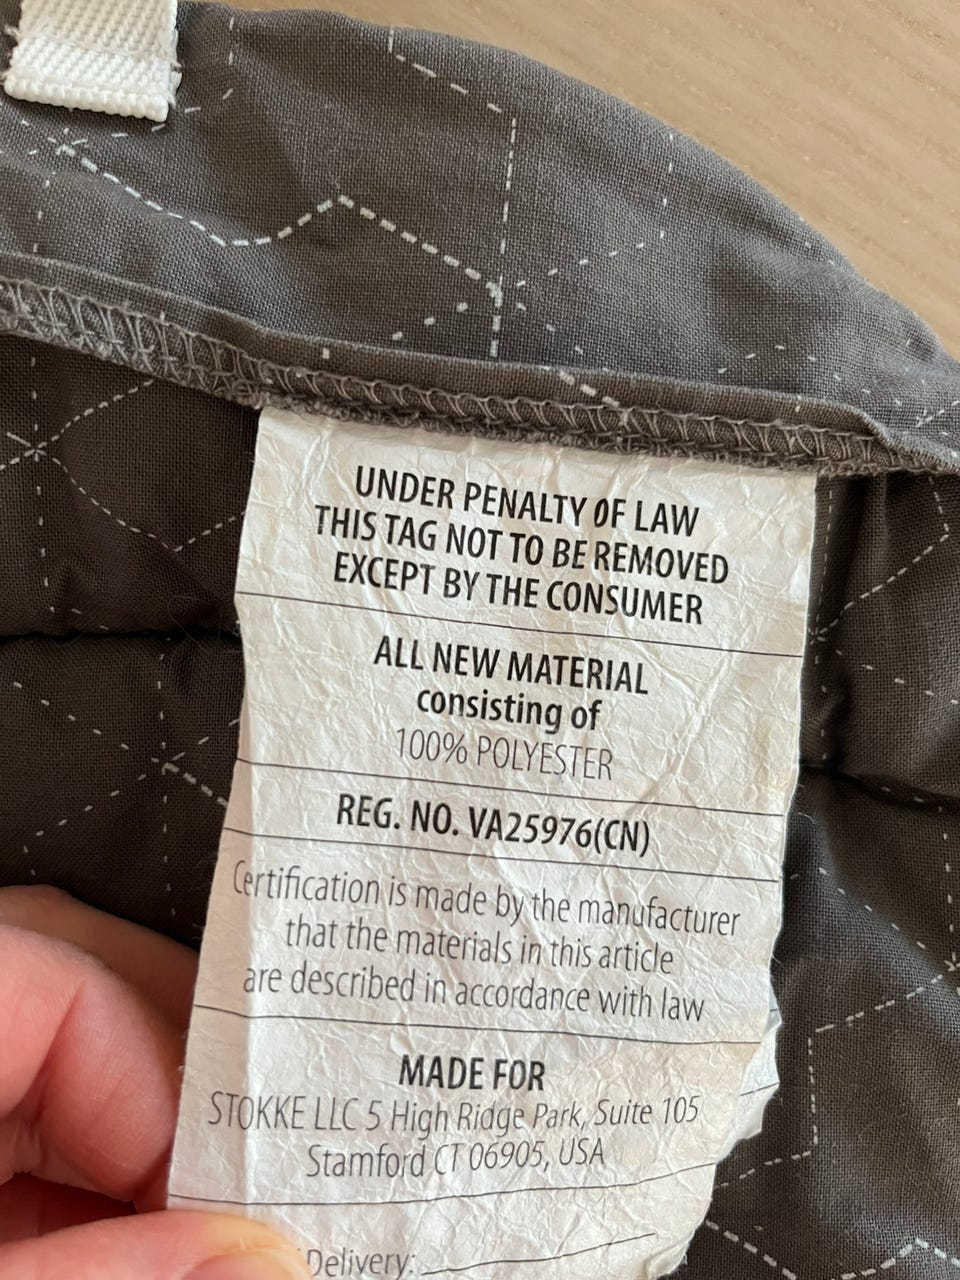 UNDER PENALTY OF LAW
THIS TAG NOT TO BE REMOVED
EXCEPT BY THE CONSUMER
ALL NEW MATERIAL
consisting of
100% POLYESTER
REG. NO. VA25976(CN)
Certification is made by the manufacturer
that the materials in this article
are described in accordance with law
MADE FOR
STOKKE LLC 5 High Ridge Park, Suite 105
Stamford CT 06905, USA
Delivery: